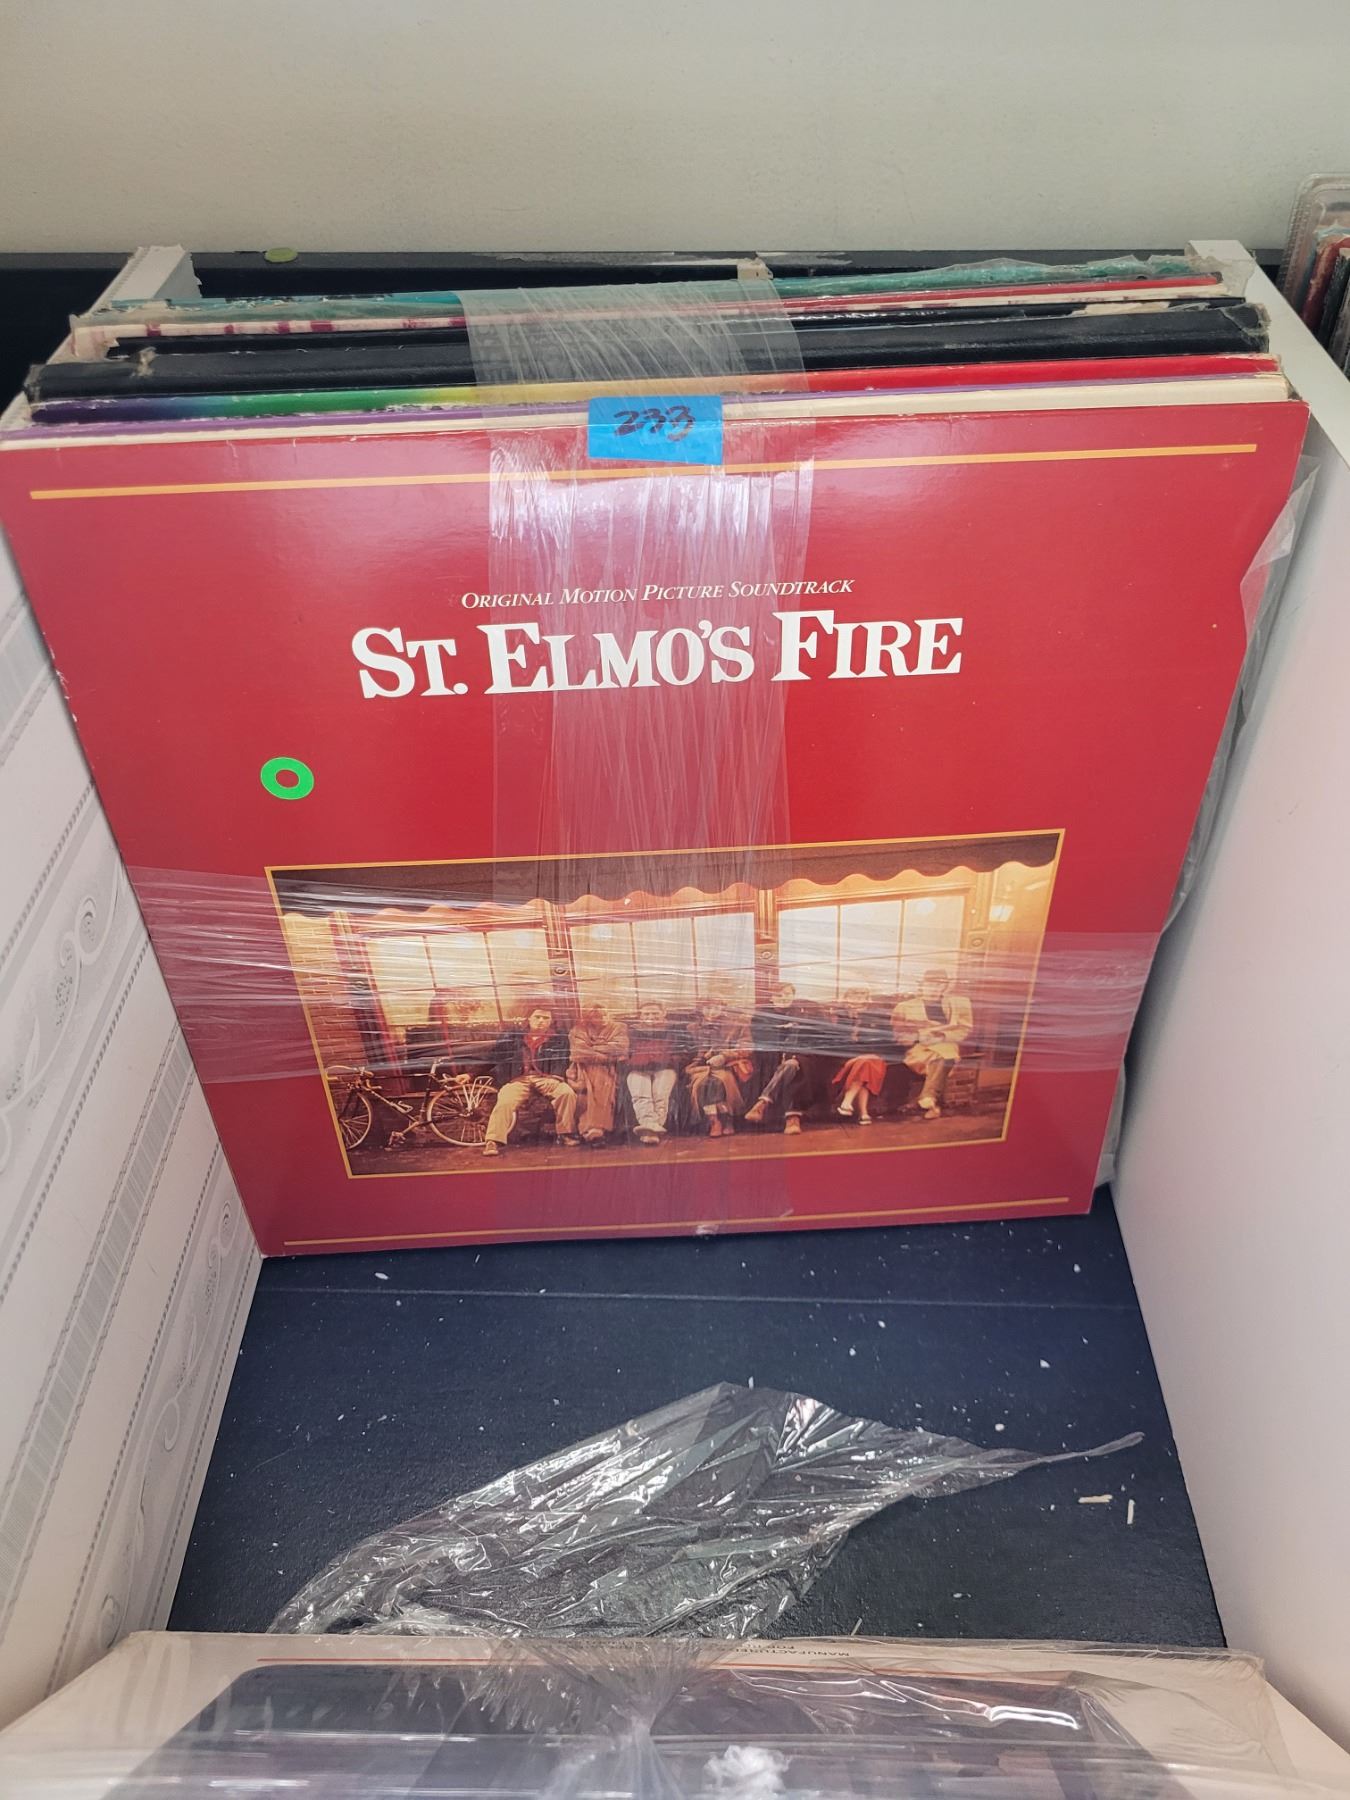 233
ORIGINAL MOTION PICTURE SOUNDTRACK
ST. ELMO'S FIRE